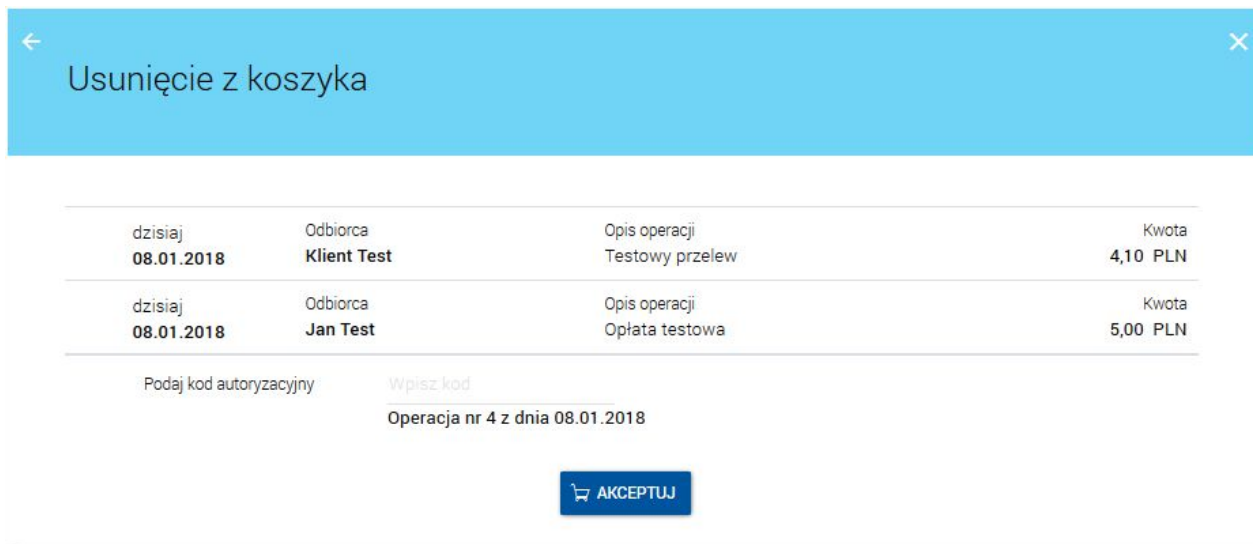 Usunięcie z koszyka
dzisiaj Odbiorca Opis operacji Kwota
08.01.2018 Klient Test Testowy przelew 4,10 PLN
dzisiaj Odbiorca Opis operacji Kwota
08.01.2018 Jan Test Opłata testowa 5,00 PLN
Podaj kod autoryzacyjny Wpisz kod
Operacja nr 4 z dnia 08.01.2018
AKCEPTUJ